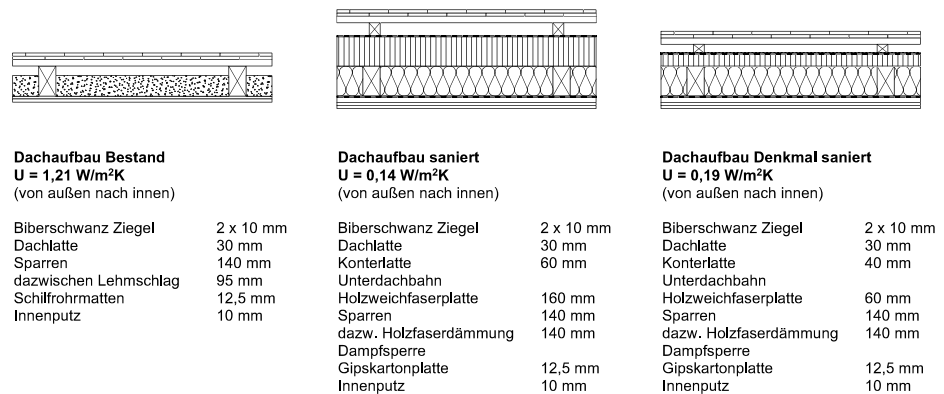 Dachaufbau Bestand
U = 1,21 W/m²K
(von außen nach innen)
Biberschwanz Ziegel 2 x 10 mm
Dachlatte 30 mm
Sparren 140 mm
dazwischen Lehmschlag 95 mm
Schilfrohrmatten 12,5 mm
Innenputz 10 mm
Dachaufbau saniert
U = 0,14 W/m²K
(von außen nach innen)
Biberschwanz Ziegel 2 x 10 mm
Dachlatte 30 mm
Konterlatte 60 mm
Unterdachbahn
Holzweichfaserplatte 160 mm
Sparren 140 mm
dazw. Holzfaserdämmung 140 mm
Dampfsperre
Gipskartonplatte 12,5 mm
Innenputz 10 mm
Dachaufbau Denkmal saniert
U = 0,19 W/m²K
(von außen nach innen)
Biberschwanz Ziegel 2 x 10 mm
Dachlatte 30 mm
Konterlatte 40 mm
Unterdachbahn
Holzweichfaserplatte 60 mm
Sparren 140 mm
dazw. Holzfaserdämmung 140 mm
Dampfsperre
Gipskartonplatte 12,5 mm
Innenputz 10 mm